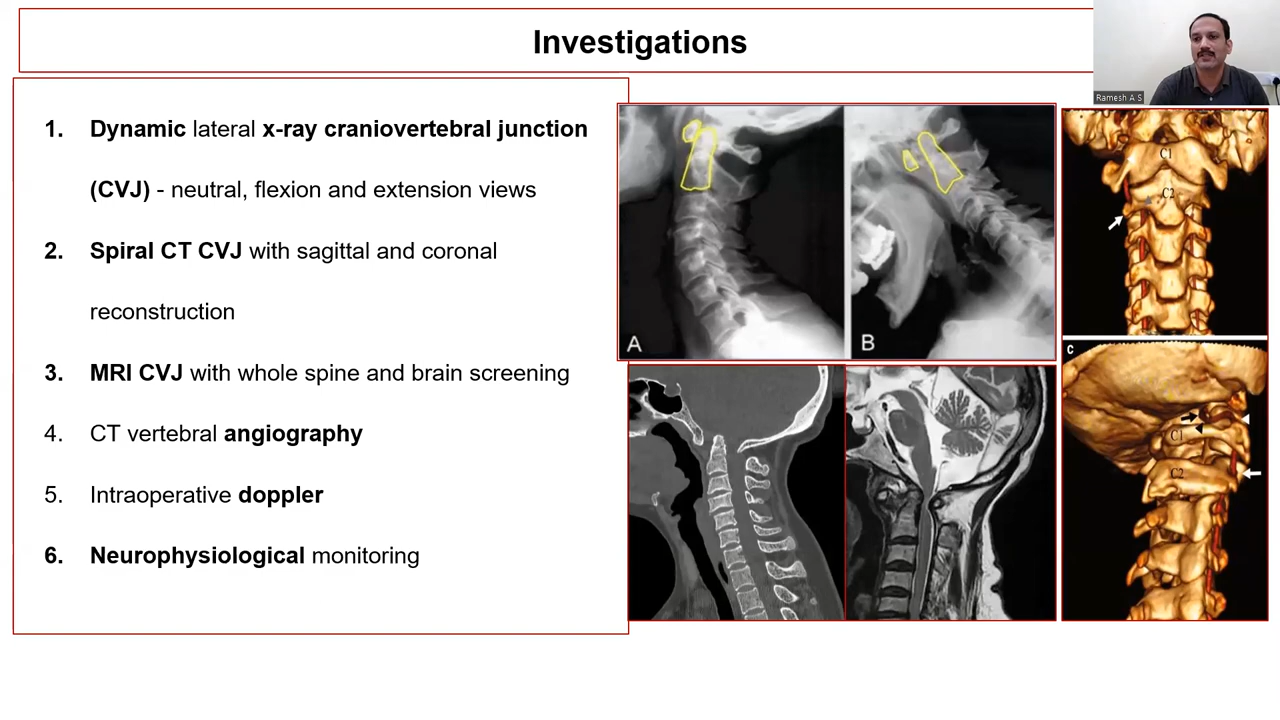 Investigations
Ramesh A S
1. Dynamic lateral x-ray craniovertebral junction
(CVJ) - neutral, flexion and extension views
2. Spiral CT CVJ with sagittal and coronal
reconstruction
3. MRI CVJ with whole spine and brain screening
4. CT vertebral angiography
5. Intraoperative doppler
6. Neurophysiological monitoring
A
B
C1
C2
C
C1
C2